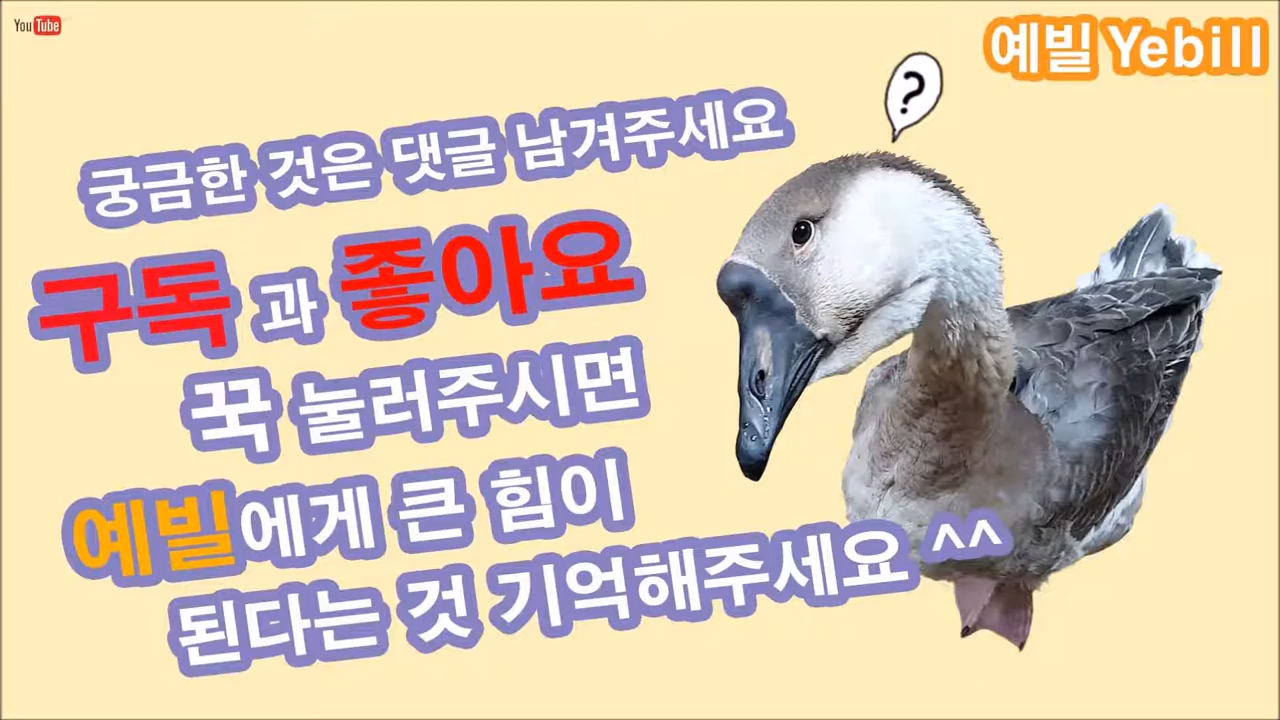 YouTube
예빌 Yebill
?
궁금한 것은 댓글 남겨주세요
구독 과 좋아요
꾹 눌러주시면
예빌에게 큰 힘이
된다는 것 기억해주세요 ^^